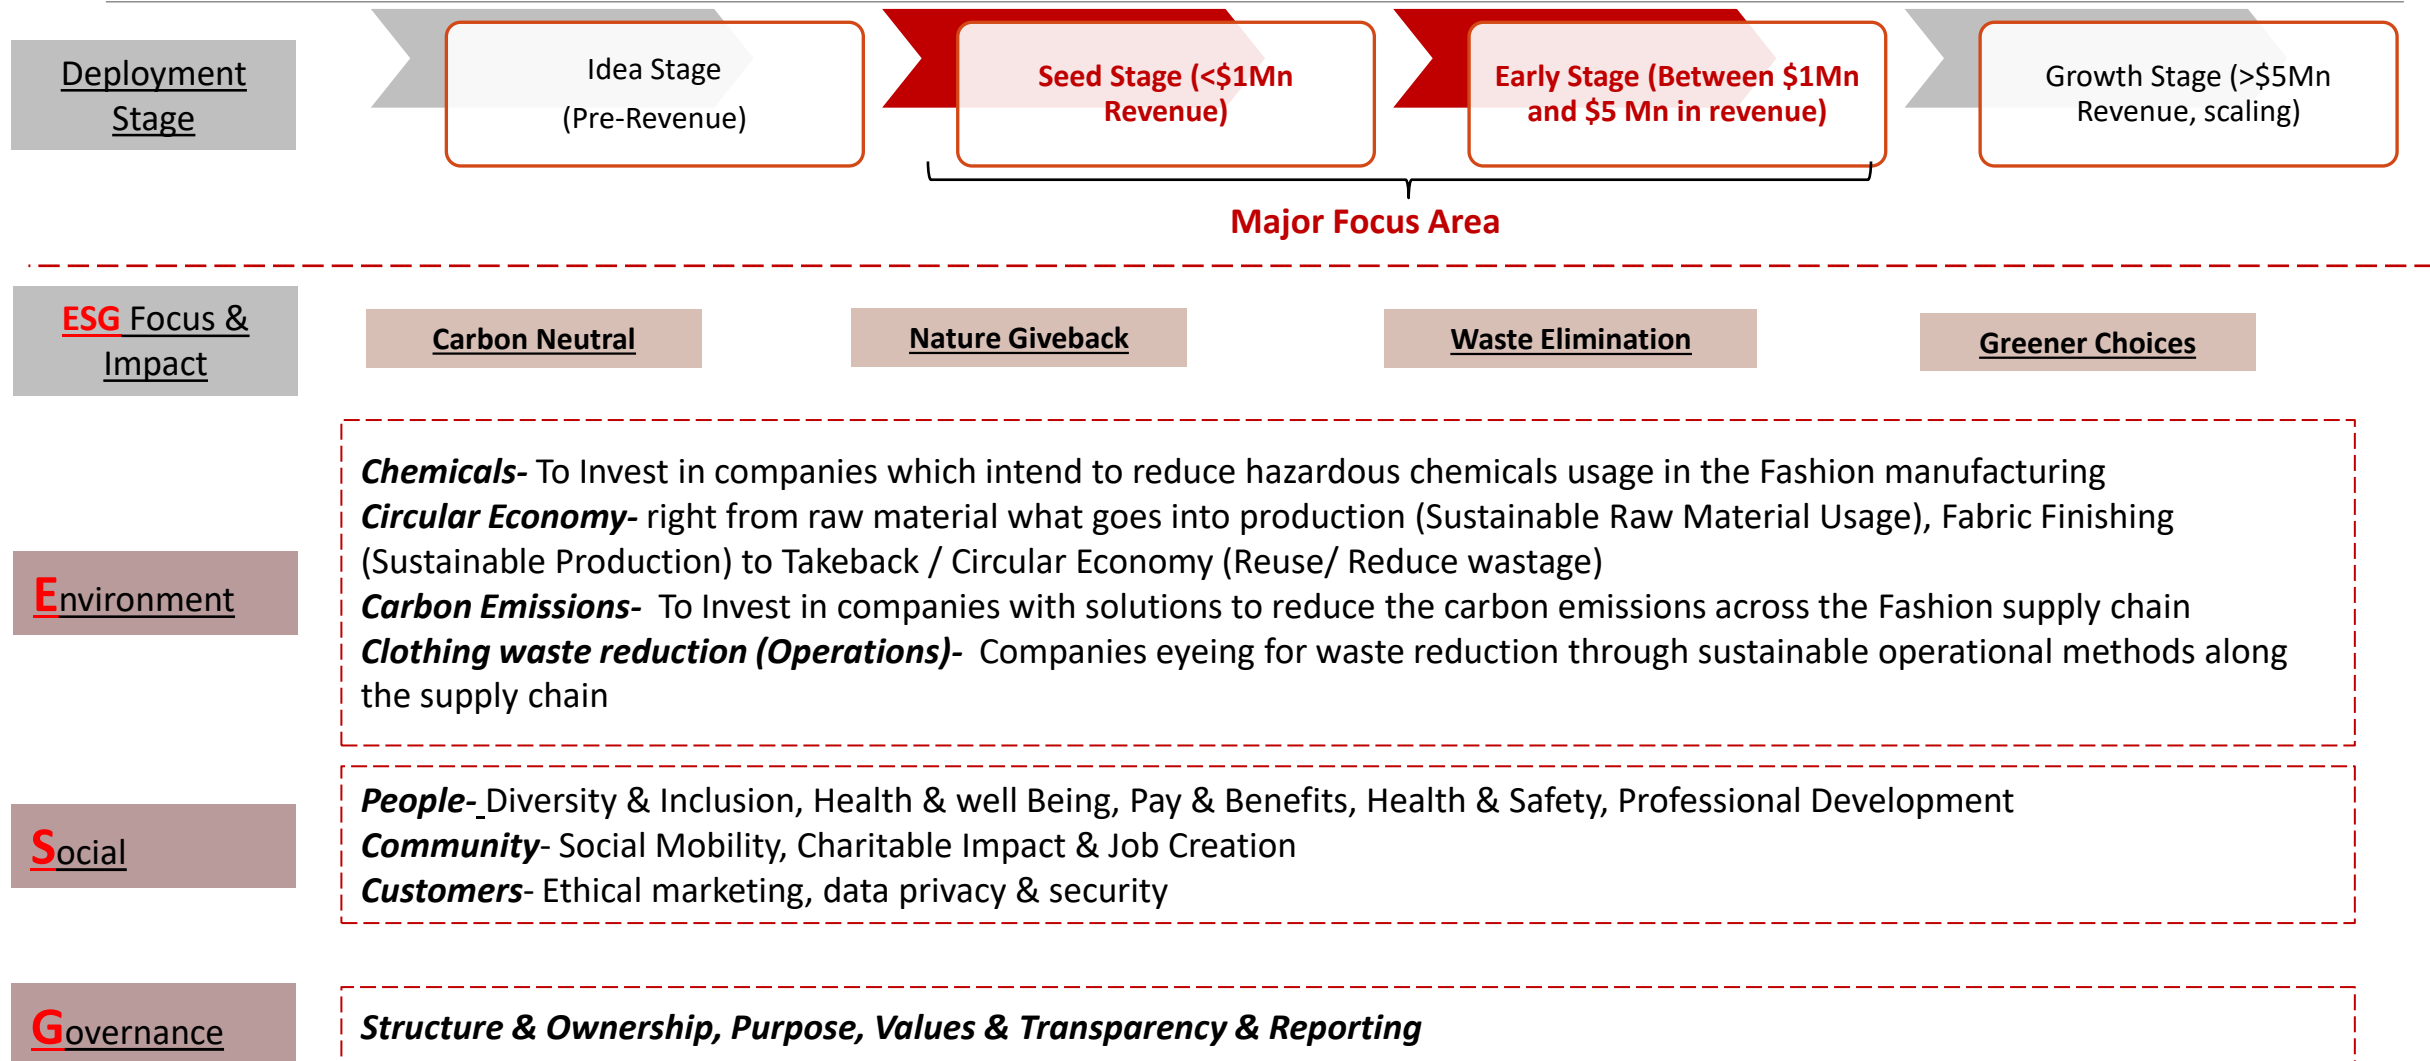 Deployment
Stage
Idea Stage
(Pre-Revenue)
Seed Stage (<$1Mn
Revenue)
Early Stage (Between $1Mn
and $5 Mn in revenue)
Growth Stage (>$5Mn
Revenue, scaling)
Major Focus Area
ESG Focus &
Impact
Carbon Neutral
Nature Giveback
Waste Elimination
Greener Choices
Environment
Chemicals- To Invest in companies which intend to reduce hazardous chemicals usage in the Fashion manufacturing
Circular Economy- right from raw material what goes into production (Sustainable Raw Material Usage), Fabric Finishing
(Sustainable Production) to Takeback / Circular Economy (Reuse/ Reduce wastage)
Carbon Emissions-  To Invest in companies with solutions to reduce the carbon emissions across the Fashion supply chain
Clothing waste reduction (Operations)-  Companies eyeing for waste reduction through sustainable operational methods along
the supply chain
Social
People- Diversity & Inclusion, Health & well Being, Pay & Benefits, Health & Safety, Professional Development
Community- Social Mobility, Charitable Impact & Job Creation
Customers- Ethical marketing, data privacy & security
Governance
Structure & Ownership, Purpose, Values & Transparency & Reporting